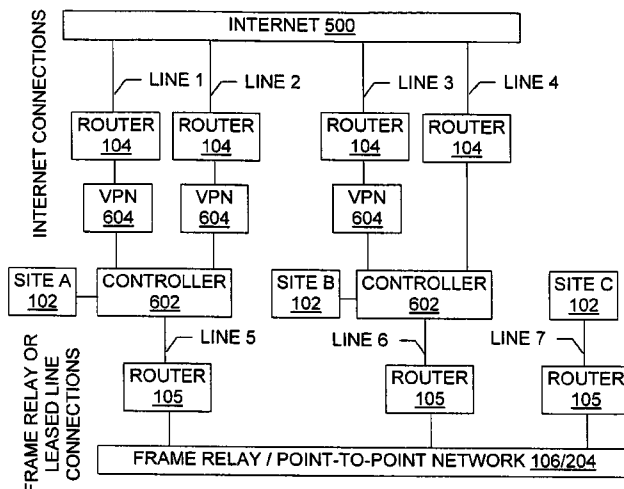 INTERNET CONNECTIONS
INTERNET 500
LINE 1
LINE 2
LINE 3
LINE 4
ROUTER
104
ROUTER
104
ROUTER
104
ROUTER
104
VPN
604
VPN
604
VPN
604
SITE A
102
CONTROLLER
602
SITE B
102
CONTROLLER
602
SITE C
102
FRAME RELAY OR
LEASED LINE
CONNECTIONS
LINE 5
LINE 6
LINE 7
ROUTER
105
ROUTER
105
ROUTER
105
FRAME RELAY / POINT-TO-POINT NETWORK 106/204